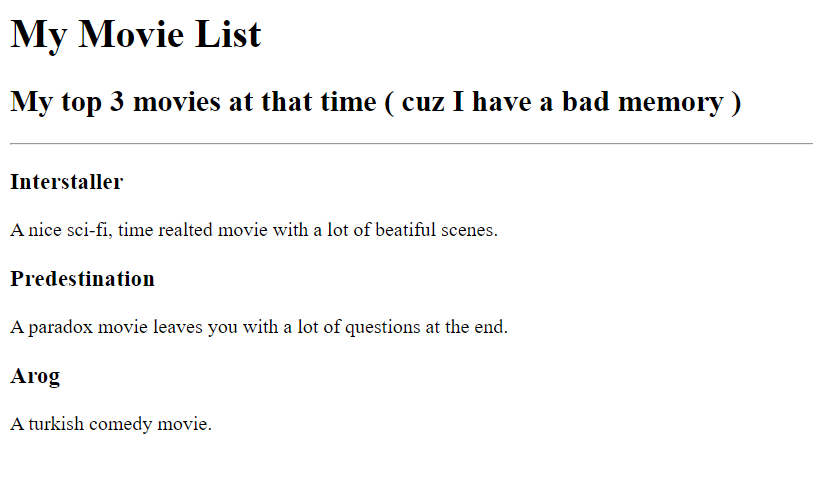 My Movie List
My top 3 movies at that time ( cuz I have a bad memory )
Interstaller
A nice sci-fi, time realted movie with a lot of beatiful scenes.
Predestination
A paradox movie leaves you with a lot of questions at the end.
Arog
A turkish comedy movie.